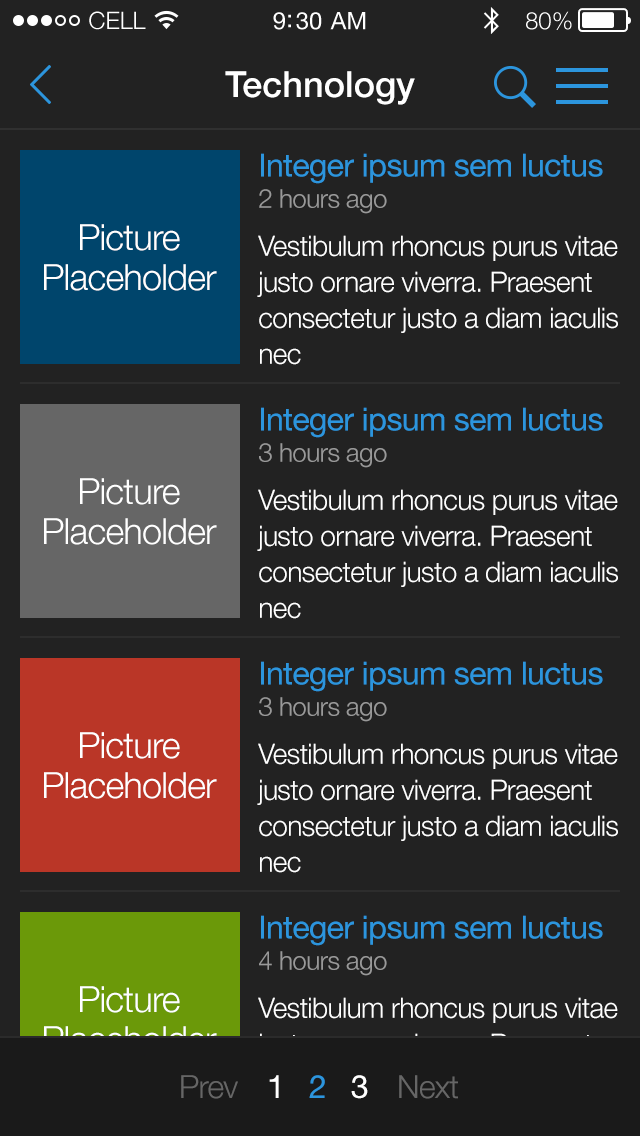 CELL 9:30 AM 80%
Technology
Picture
Placeholder
Integer ipsum sem luctus
2 hours ago
Vestibulum rhoncus purus vitae
justo ornare viverra. Praesent
consectetur justo a diam iaculis
nec
Picture
Placeholder
Integer ipsum sem luctus
3 hours ago
Vestibulum rhoncus purus vitae
justo ornare viverra. Praesent
consectetur justo a diam iaculis
nec
Picture
Placeholder
Integer ipsum sem luctus
3 hours ago
Vestibulum rhoncus purus vitae
justo ornare viverra. Praesent
consectetur justo a diam iaculis
nec
Picture
Placeholder
Integer ipsum sem luctus
4 hours ago
Vestibulum rhoncus purus vitae
Prev 1 2 3 Next